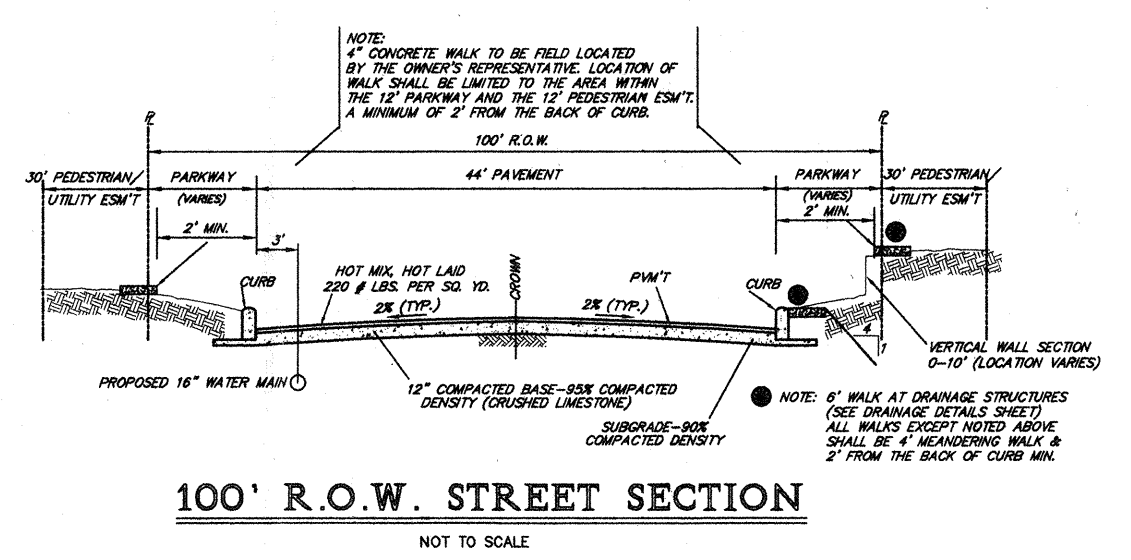 NOTE:
4" CONCRETE WALK TO BE FIELD LOCATED
BY THE OWNER'S REPRESENTATIVE. LOCATION OF
WALK SHALL BE LIMITED TO THE AREA WITHIN
THE 12' PARKWAY AND THE 12' PEDESTRIAN ESM'T.
A MINIMUM OF 2' FROM THE BACK OF CURB.
PL
PL
100' R.O.W.
30' PEDESTRIAN/
UTILITY ESM'T
PARKWAY
(VARIES)
44' PAVEMENT
PARKWAY
(VARIES)
30' PEDESTRIAN/
UTILITY ESM'T
2' MIN.
3'
2' MIN.
CURB
HOT MIX, HOT LAID
220 # LBS. PER SQ. YD.
2% (TYP.)
CROWN
2% (TYP.)
PVM'T
CURB
4
1
VERTICAL WALL SECTION
0-10' (LOCATION VARIES)
PROPOSED 16" WATER MAIN
12" COMPACTED BASE-95% COMPACTED
DENSITY (CRUSHED LIMESTONE)
SUBGRADE-90%
COMPACTED DENSITY
NOTE: 6' WALK AT DRAINAGE STRUCTURES
(SEE DRAINAGE DETAILS SHEET)
ALL WALKS EXCEPT NOTED ABOVE
SHALL BE 4' MEANDERING WALK &
2' FROM THE BACK OF CURB MIN.
100' R.O.W. STREET SECTION
NOT TO SCALE